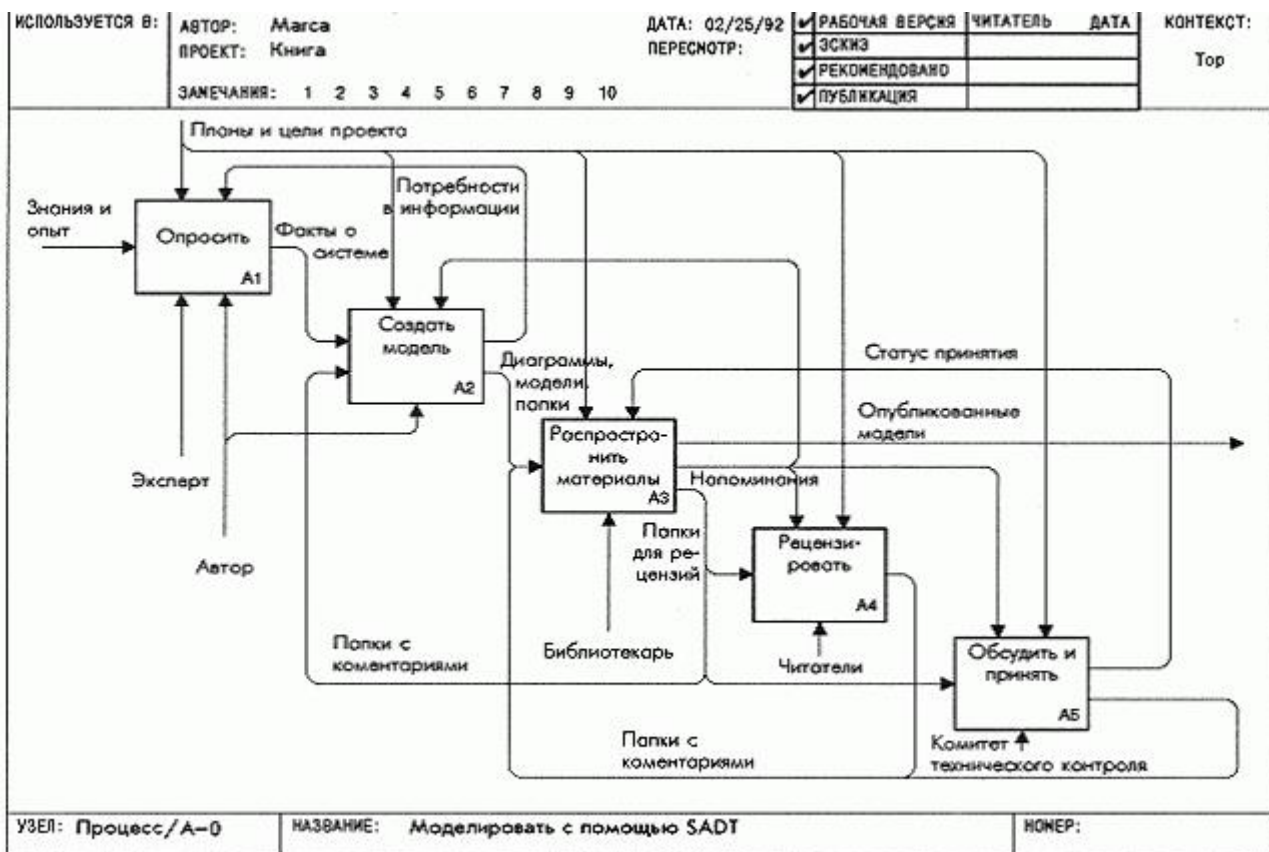 ИСПОЛЬЗУЕТСЯ В:
АВТОР: Marca
ДАТА: 02/25/92
РАБОЧАЯ ВЕРСИЯ
ЧИТАТЕЛЬ ДАТА
КОНТЕКСТ:
ПРОЕКТ: Книга
ПЕРЕСМОТР:
ЭСКИЗ
Top
РЕКОМЕНДОВАНО
ЗАМЕЧАНИЯ: 1 2 3 4 5 6 7 8 9 10
ПУБЛИКАЦИЯ
Планы и цели проекта
Потребности
в информации
Знания и
опыт
Опросить
A1
Факты о
системе
Создать
модель
A2
Диаграммы,
модели,
папки
Статус принятия
Опубликованные
модели
Распростра-
нить
материалы
A3
Напоминания
Эксперт
Автор
Папки
для ре-
цензий
Рецензи-
ровать
A4
Папки с
коментариями
Библиотекарь
Читатели
Обсудить и
принять
A5
Папки с
коментариями
Комитет
технического контроля
УЗЕЛ: Процесс/A-0
НАЗВАНИЕ: Моделировать с помощью SADT
НОМЕР: